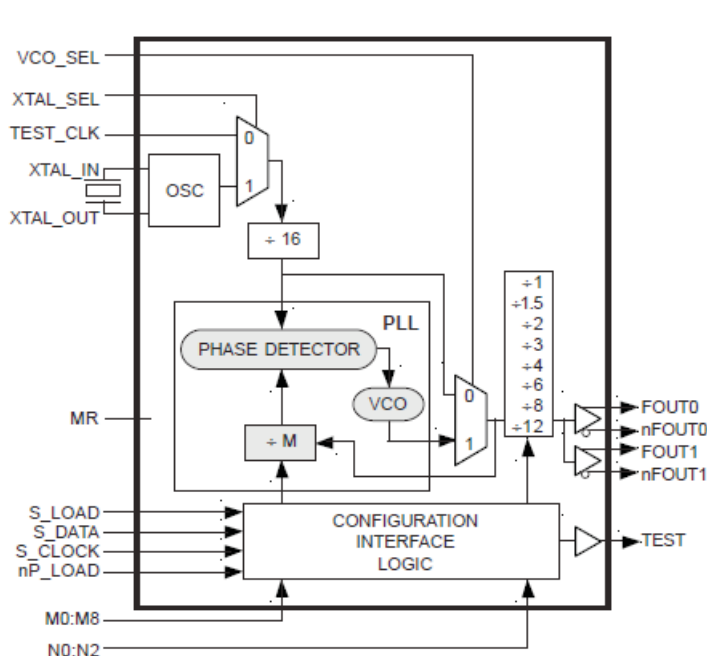 VCO_SEL
XTAL_SEL
TEST_CLK
XTAL_IN
OSC
XTAL_OUT
0
1
÷ 16
PLL
PHASE DETECTOR
VCO
÷ M
0
1
÷1
÷1.5
÷2
÷3
÷4
÷6
÷8
÷12
MR
FOUT0
nFOUT0
FOUT1
nFOUT1
S_LOAD
S_DATA
S_CLOCK
nP_LOAD
CONFIGURATION
INTERFACE
LOGIC
TEST
M0:M8
N0:N2